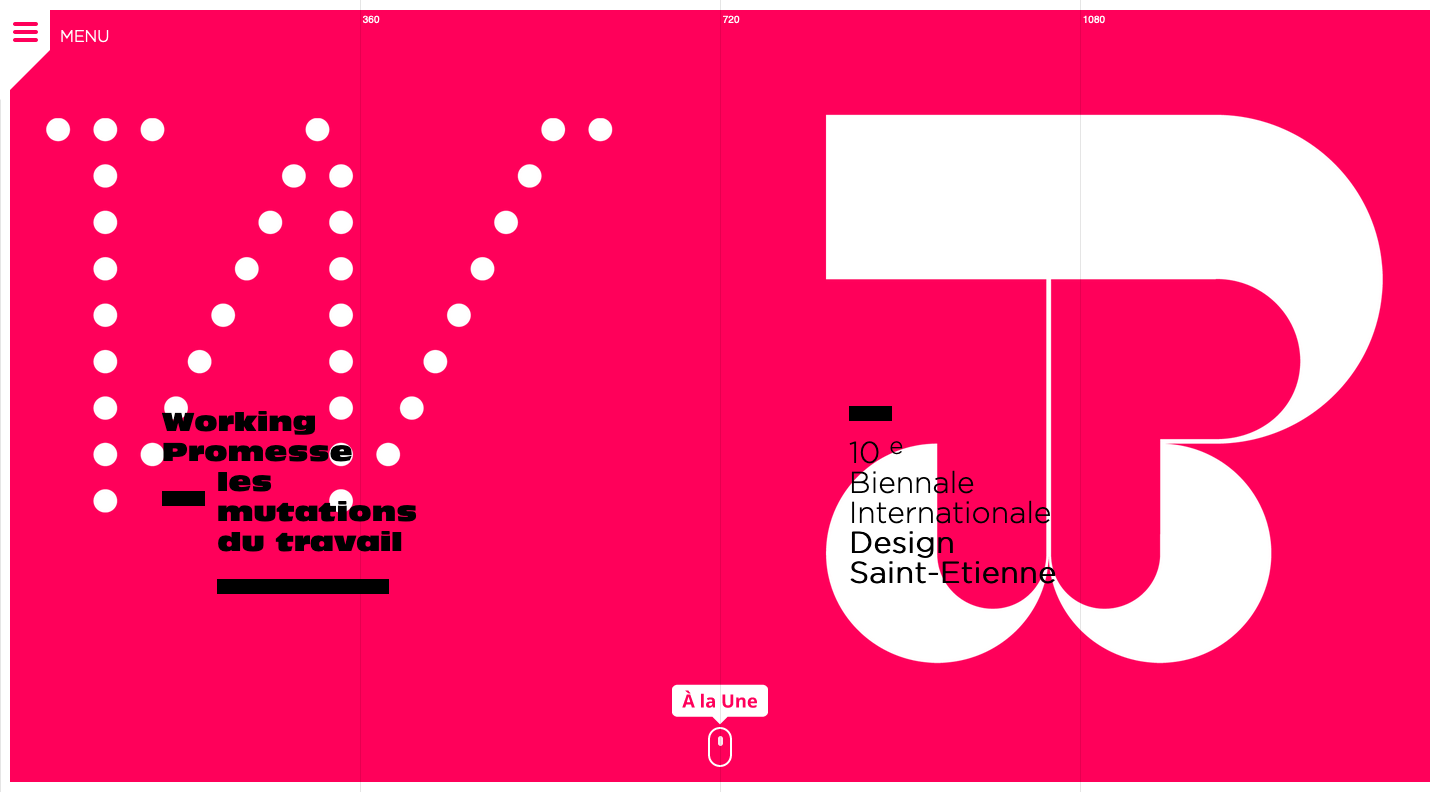 360
720
1080
MENU
Working
Promesse
les
mutations
du travail
10 e
Biennale
Internationale
Design
Saint-Etienne
À la Une